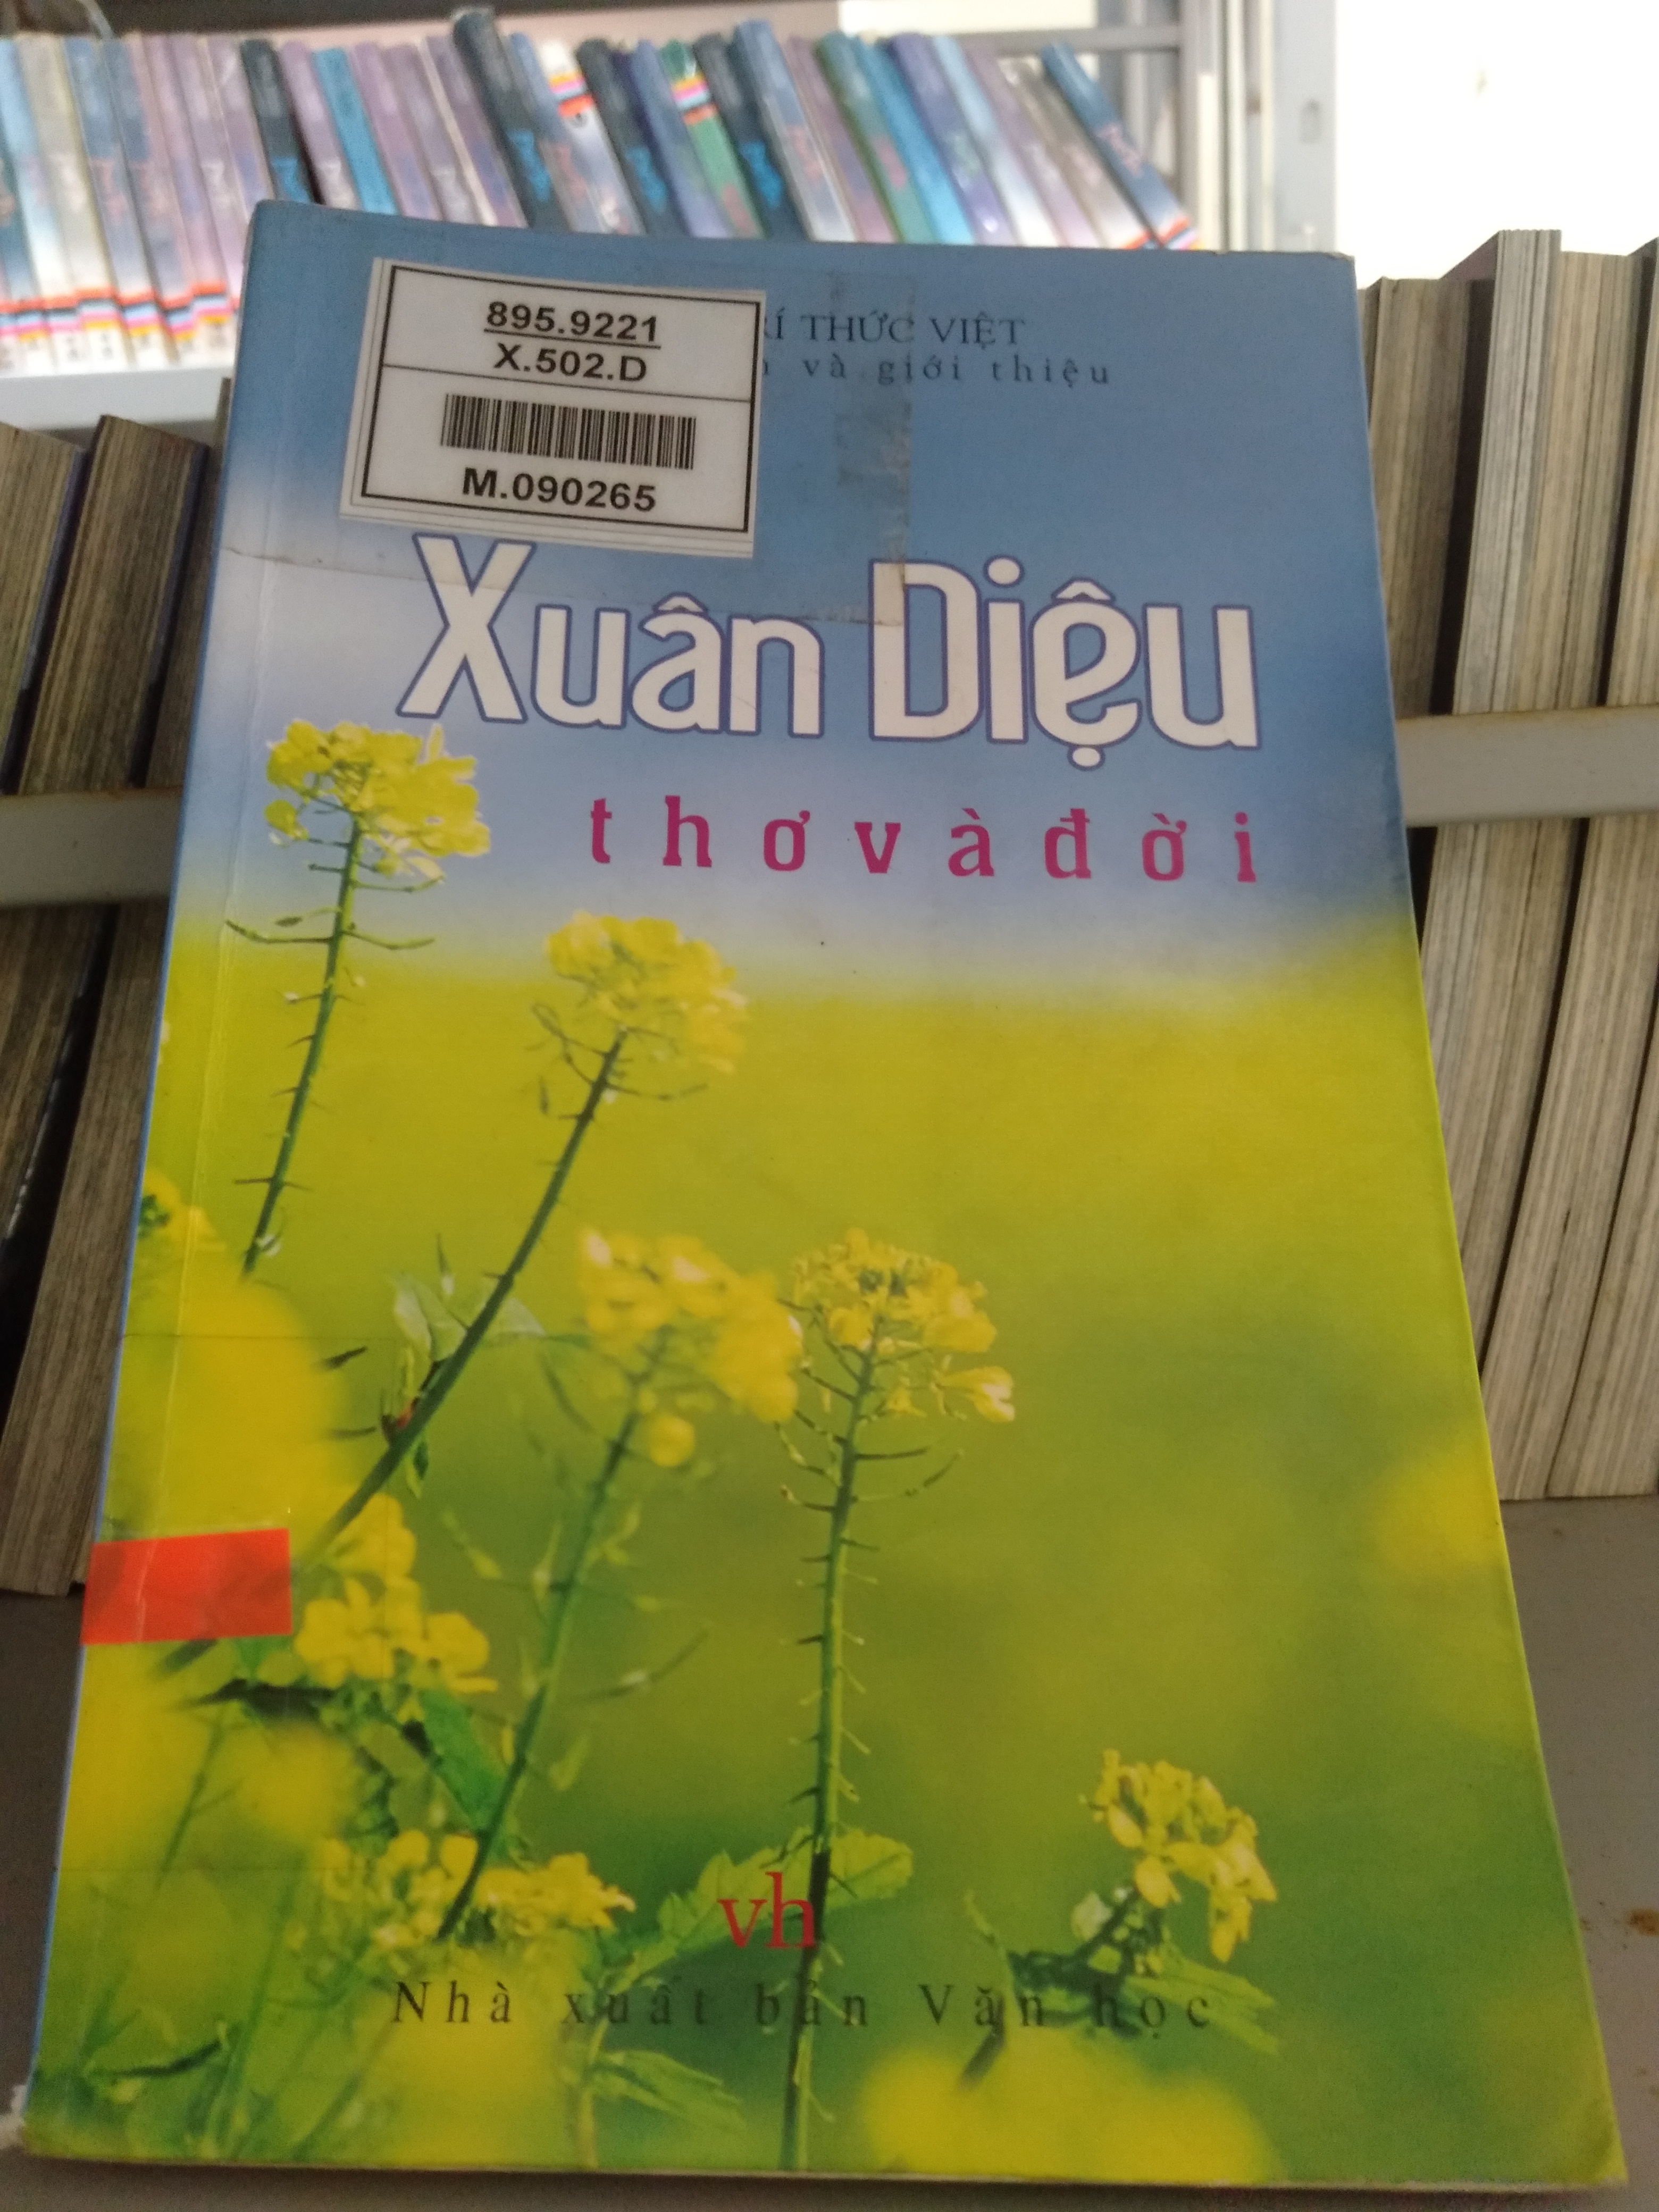 895.9221
X.502.D
M.090265
THỨC VIỆT
và giới thiệu
Xuân Diệu
thơ và đời
vh
Nhà xuất bản Văn học